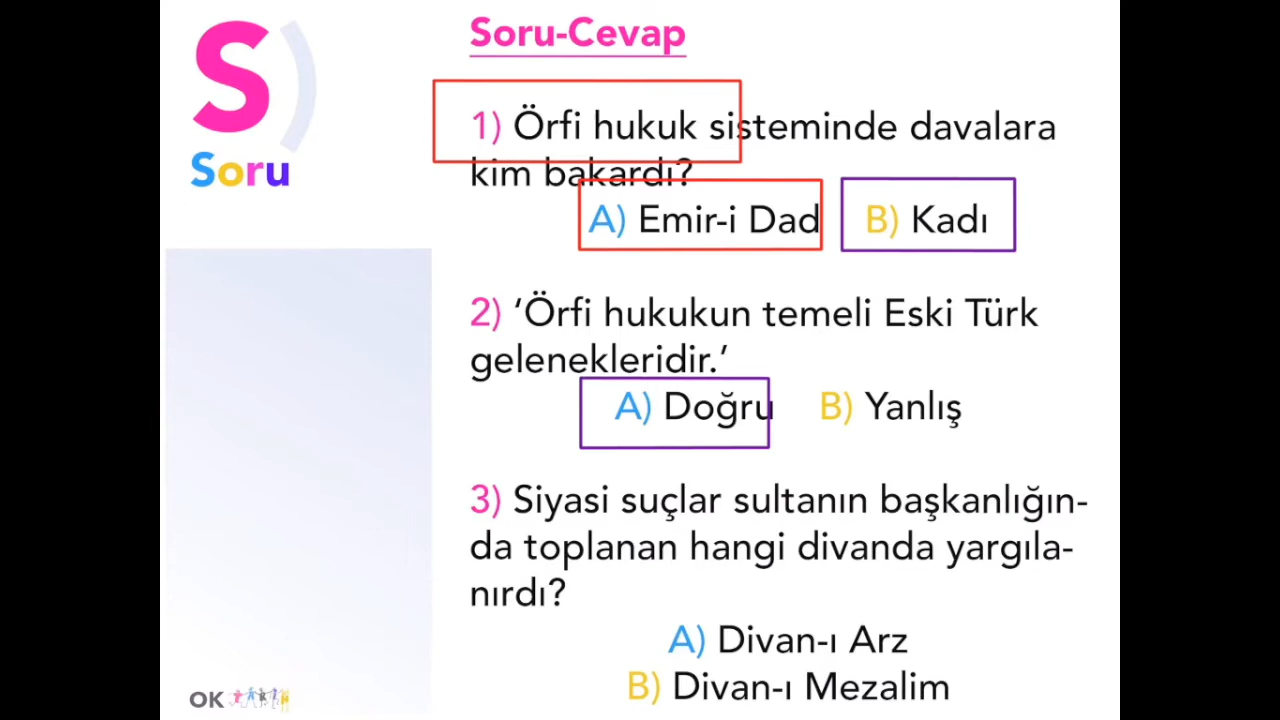 S)
Soru
Soru-Cevap
1) Örfi hukuk sisteminde davalara
kim bakardı?
A) Emir-i Dad B) Kadı
2) ‘Örfi hukukun temeli Eski Türk
gelenekleridir.’
A) Doğru B) Yanlış
3) Siyasi suçlar sultanın başkanlığın-
da toplanan hangi divanda yargıla-
nırdı?
A) Divan-ı Arz
B) Divan-ı Mezalim
OK